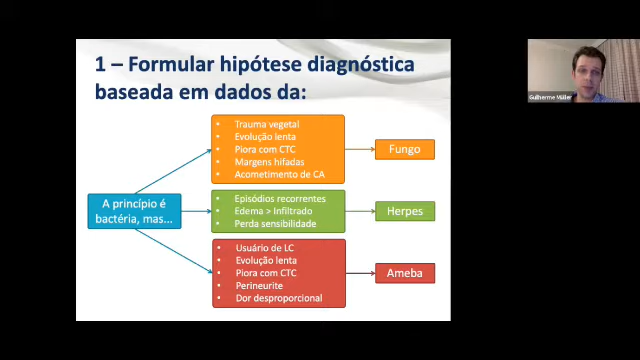 1 – Formular hipótese diagnóstica
baseada em dados da:
A princípio é
bactéria, mas...
• Trauma vegetal
• Evolução lenta
• Piora com CTC
• Margens hifadas
• Acometimento de CA
Fungo
• Episódios recorrentes
• Edema > Infiltrado
• Perda sensibilidade
Herpes
• Usuário de LC
• Evolução lenta
• Piora com CTC
• Perineurite
• Dor desproporcional
Ameba
Guilherme Müller